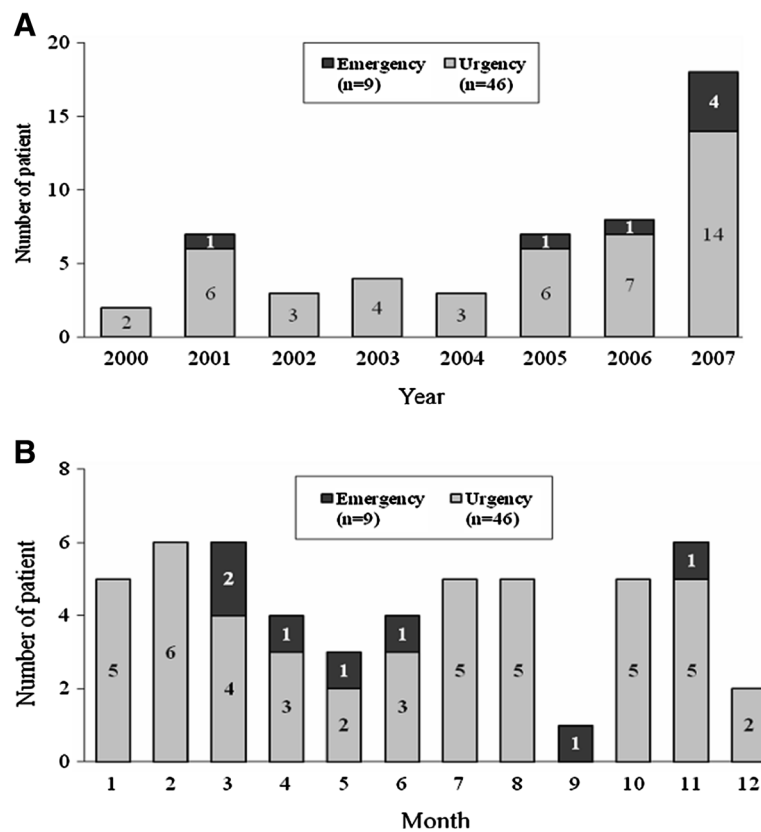 A
20
15
10
5
0
Number of patient
Emergency
(n=9)
Urgency
(n=46)
2
6
1
3
4
3
6
1
7
1
14
4
2000 2001 2002 2003 2004 2005 2006 2007
Year
B
8
6
4
2
0
Number of patient
Emergency
(n=9)
Urgency
(n=46)
5
6
4
2
3
1
2
1
3
1
5
5
1
5
5
1
2
1 2 3 4 5 6 7 8 9 10 11 12
Month